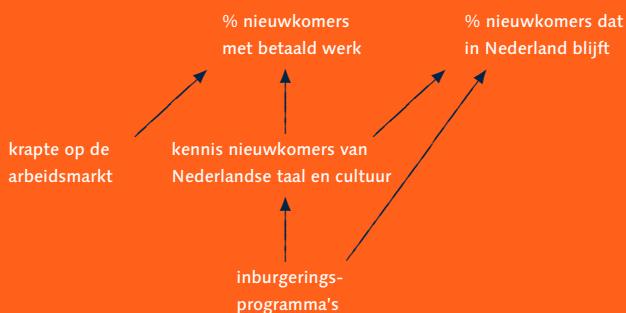 % nieuwkomers
met betaald werk
% nieuwkomers dat
in Nederland blijft
krapte op de
arbeidsmarkt
kennis nieuwkomers van
Nederlandse taal en cultuur
inburgerings-
programma's